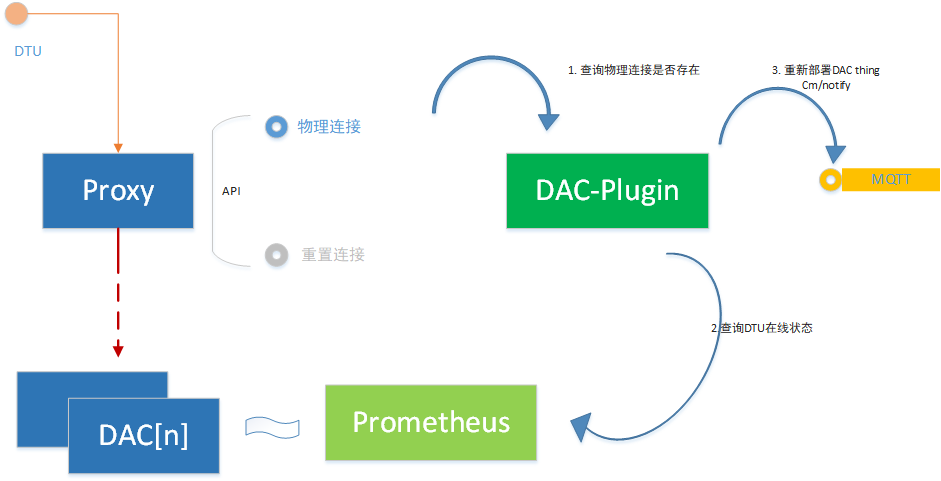 DTU
1. 查询物理连接是否存在
3. 重新部署DAC thing
Cm/notify
物理连接
Proxy
API
DAC-Plugin
MQTT
重置连接
2.查询DTU在线状态
DAC[n]
Prometheus